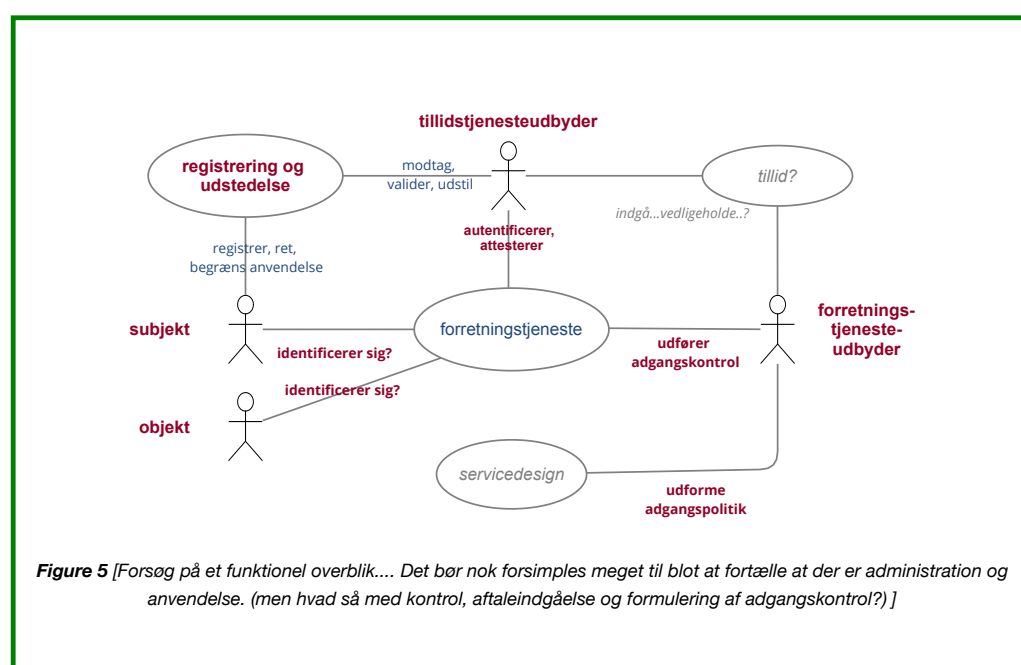 tillidstjenesteudbyder
registrering og
udstedelse
modtag,
valider, udstil
tillid?
indgå...vedligeholde..?
autentificerer,
attesterer
registrer, ret,
begræns anvendelse
subjekt
identificerer sig?
forretningstjeneste
udfører
adgangskontrol
forretnings-
tjeneste-
udbyder
identificerer sig?
objekt
servicedesign
udforme
adgangspolitik
Figure 5 [Forsøg på et funktionel overblik.... Det bør nok forsimples meget til blot at fortælle at der er administration og
anvendelse. (men hvad så med kontrol, aftaleindgåelse og formulering af adgangskontrol?) ]